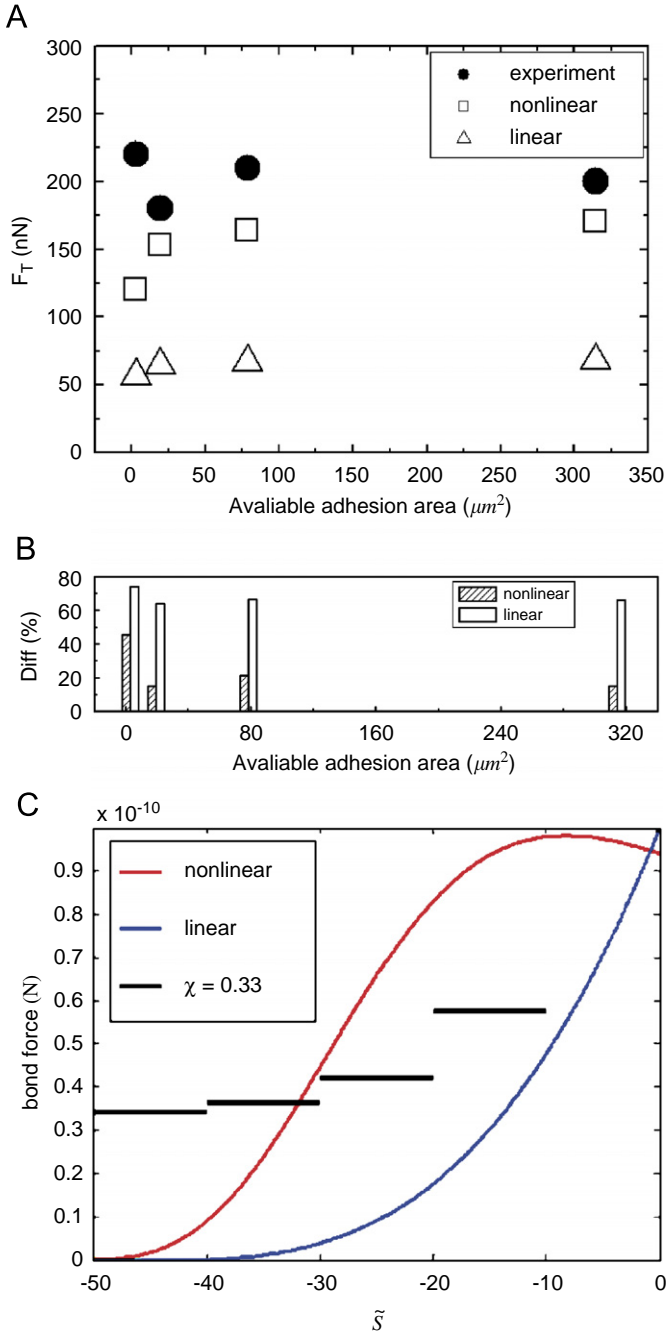 A
300
250
200
150
100
50
0
F_T (nN)
experiment
nonlinear
linear
0 50 100 150 200 250 300 350
Avaliable adhesion area (μm²)
B
80
60
40
20
0
Diff (%)
nonlinear
linear
0 80 160 240 320
Avaliable adhesion area (μm²)
C
x 10⁻¹⁰
0.9
0.8
0.7
0.6
0.5
0.4
0.3
0.2
0.1
0
bond force (N)
nonlinear
linear
χ = 0.33
-50 -40 -30 -20 -10 0
S̃